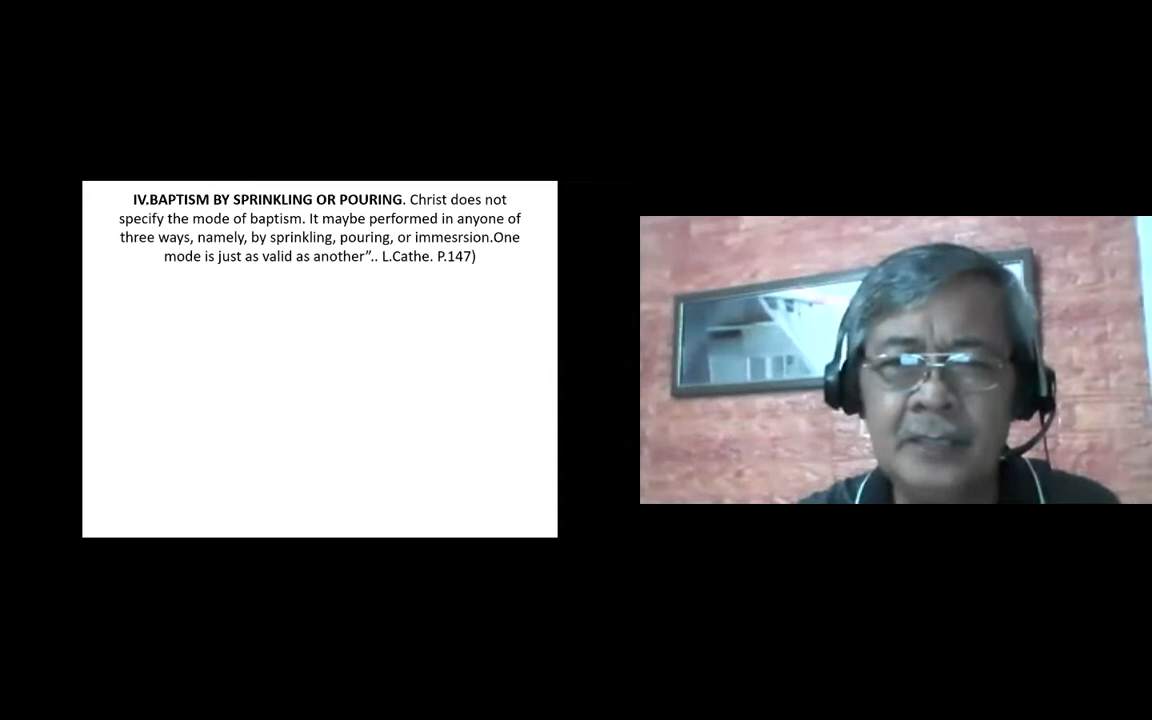 IV.BAPTISM BY SPRINKLING OR POURING. Christ does not
specify the mode of baptism. It maybe performed in anyone of
three ways, namely, by sprinkling, pouring, or immesrsion.One
mode is just as valid as another”.. L.Cathe. P.147)